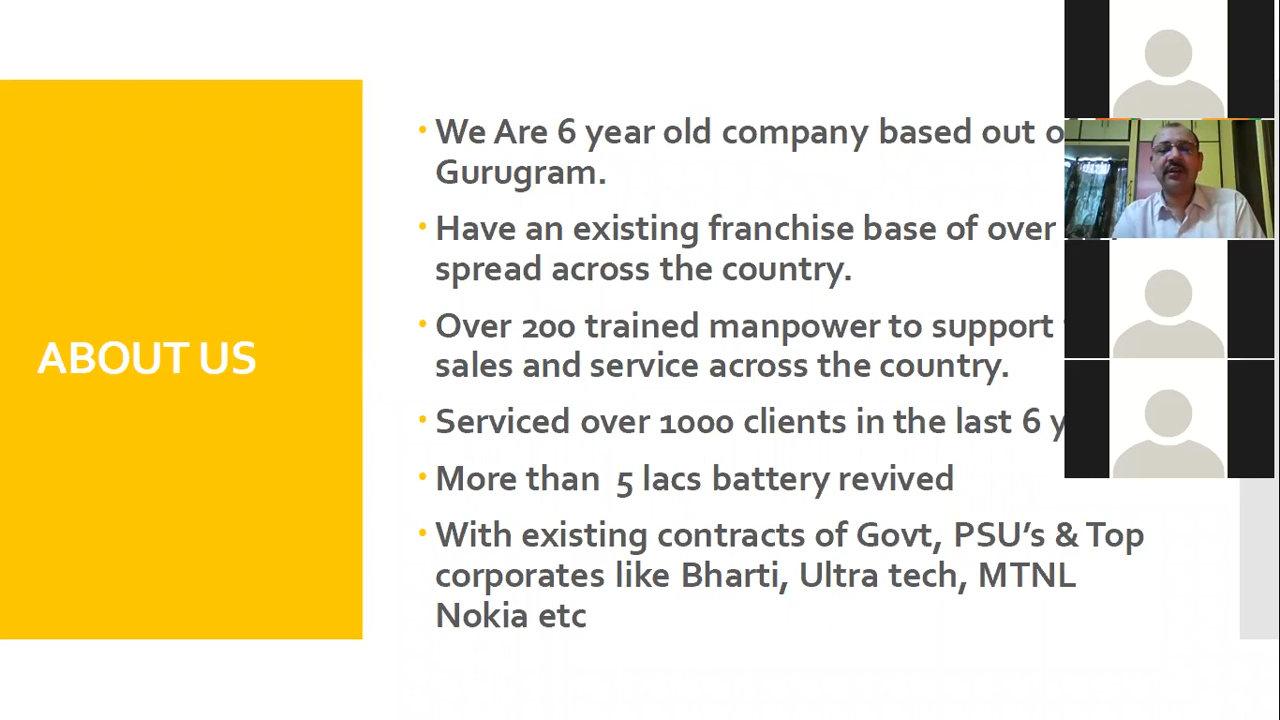 ABOUT US
We Are 6 year old company based out
Gurugram.
Have an existing franchise base of over
spread across the country.
Over 200 trained manpower to support
sales and service across the country.
Serviced over 1000 clients in the last 6
More than 5 lacs battery revived
With existing contracts of Govt, PSU’s & Top
corporates like Bharti, Ultra tech, MTNL
Nokia etc